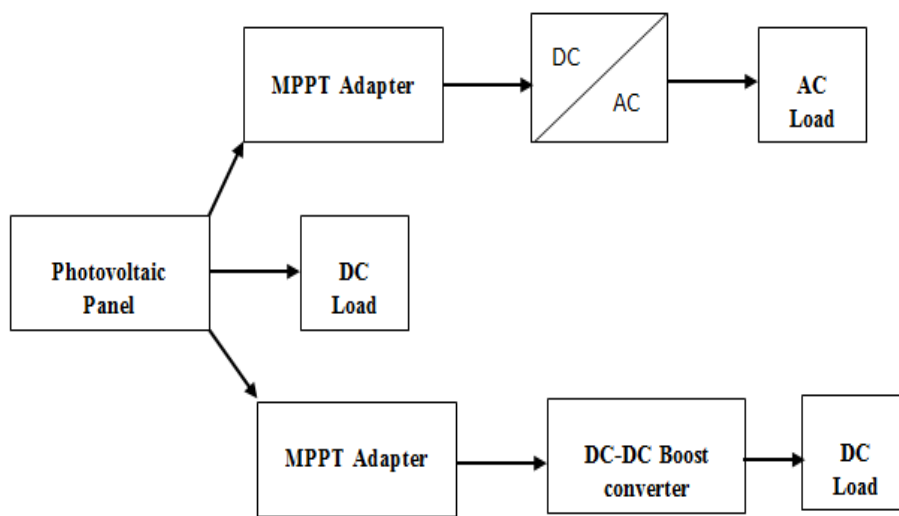 MPPT Adapter
DC
AC
AC
Load
Photovoltaic
Panel
DC
Load
MPPT Adapter
DC-DC Boost
converter
DC
Load